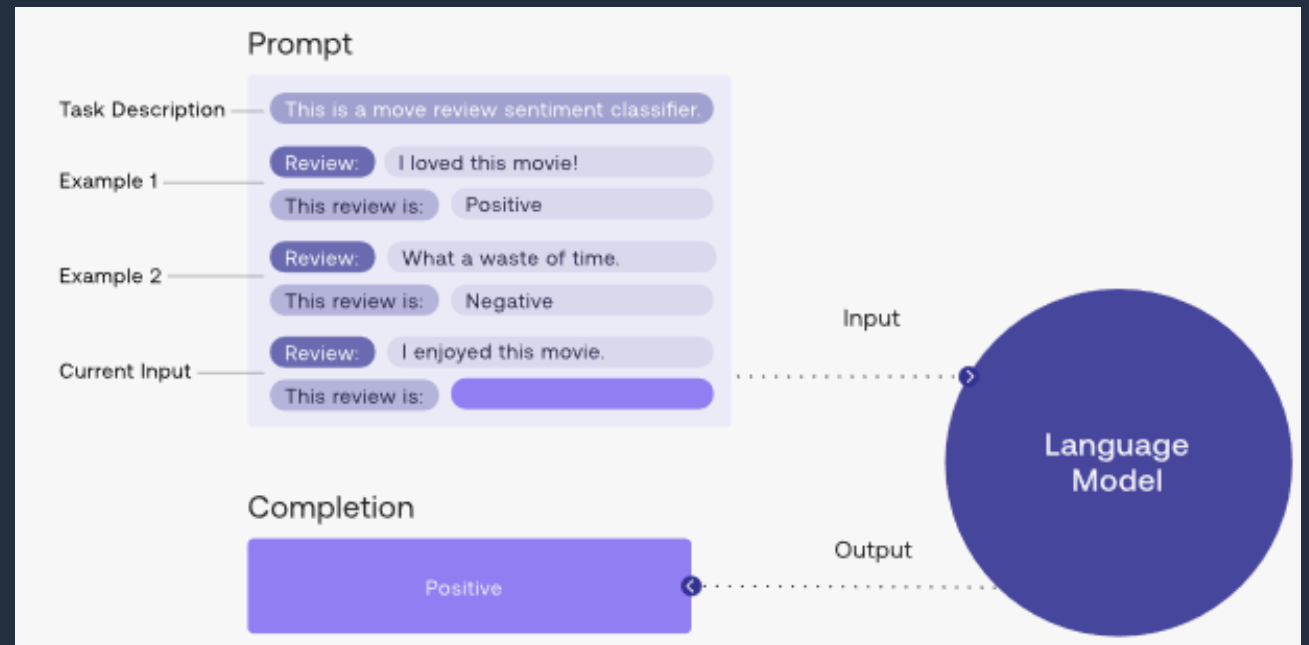 Prompt
Task Description
This is a move review sentiment classifier.
Example 1
Review: I loved this movie!
This review is: Positive
Example 2
Review: What a waste of time.
This review is: Negative
Current Input
Review: I enjoyed this movie.
This review is:
Input
Language
Model
Completion
Positive
Output